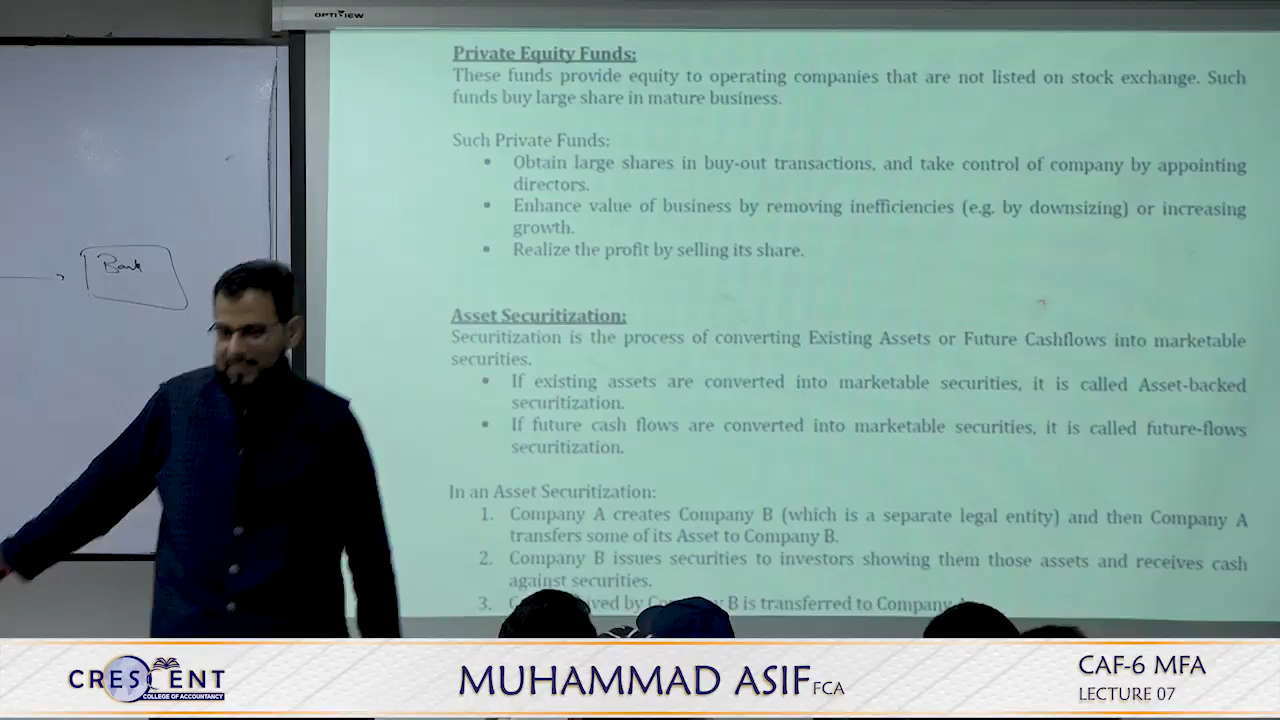 OPTIVIEW
Private Equity Funds:
These funds provide equity to operating companies that are not listed on stock exchange. Such
funds buy large share in mature business.
Such Private Funds:
• Obtain large shares in buy-out transactions, and take control of company by appointing
directors.
• Enhance value of business by removing inefficiencies (e.g. by downsizing) or increasing
growth.
• Realize the profit by selling its share.
Bank
Asset Securitization:
Securitization is the process of converting Existing Assets or Future Cashflows into marketable
securities.
• If existing assets are converted into marketable securities, it is called Asset-backed
securitization.
• If future cash flows are converted into marketable securities, it is called future-flows
securitization.
In an Asset Securitization:
1. Company A creates Company B (which is a separate legal entity) and then Company A
transfers some of its Asset to Company B.
2. Company B issues securities to investors showing them those assets and receives cash
against securities.
3. by B is transferred to Company
CRESCENT
COLLEGE OF ACCOUNTANCY
MUHAMMAD ASIF FCA
CAF-6 MFA
LECTURE 07